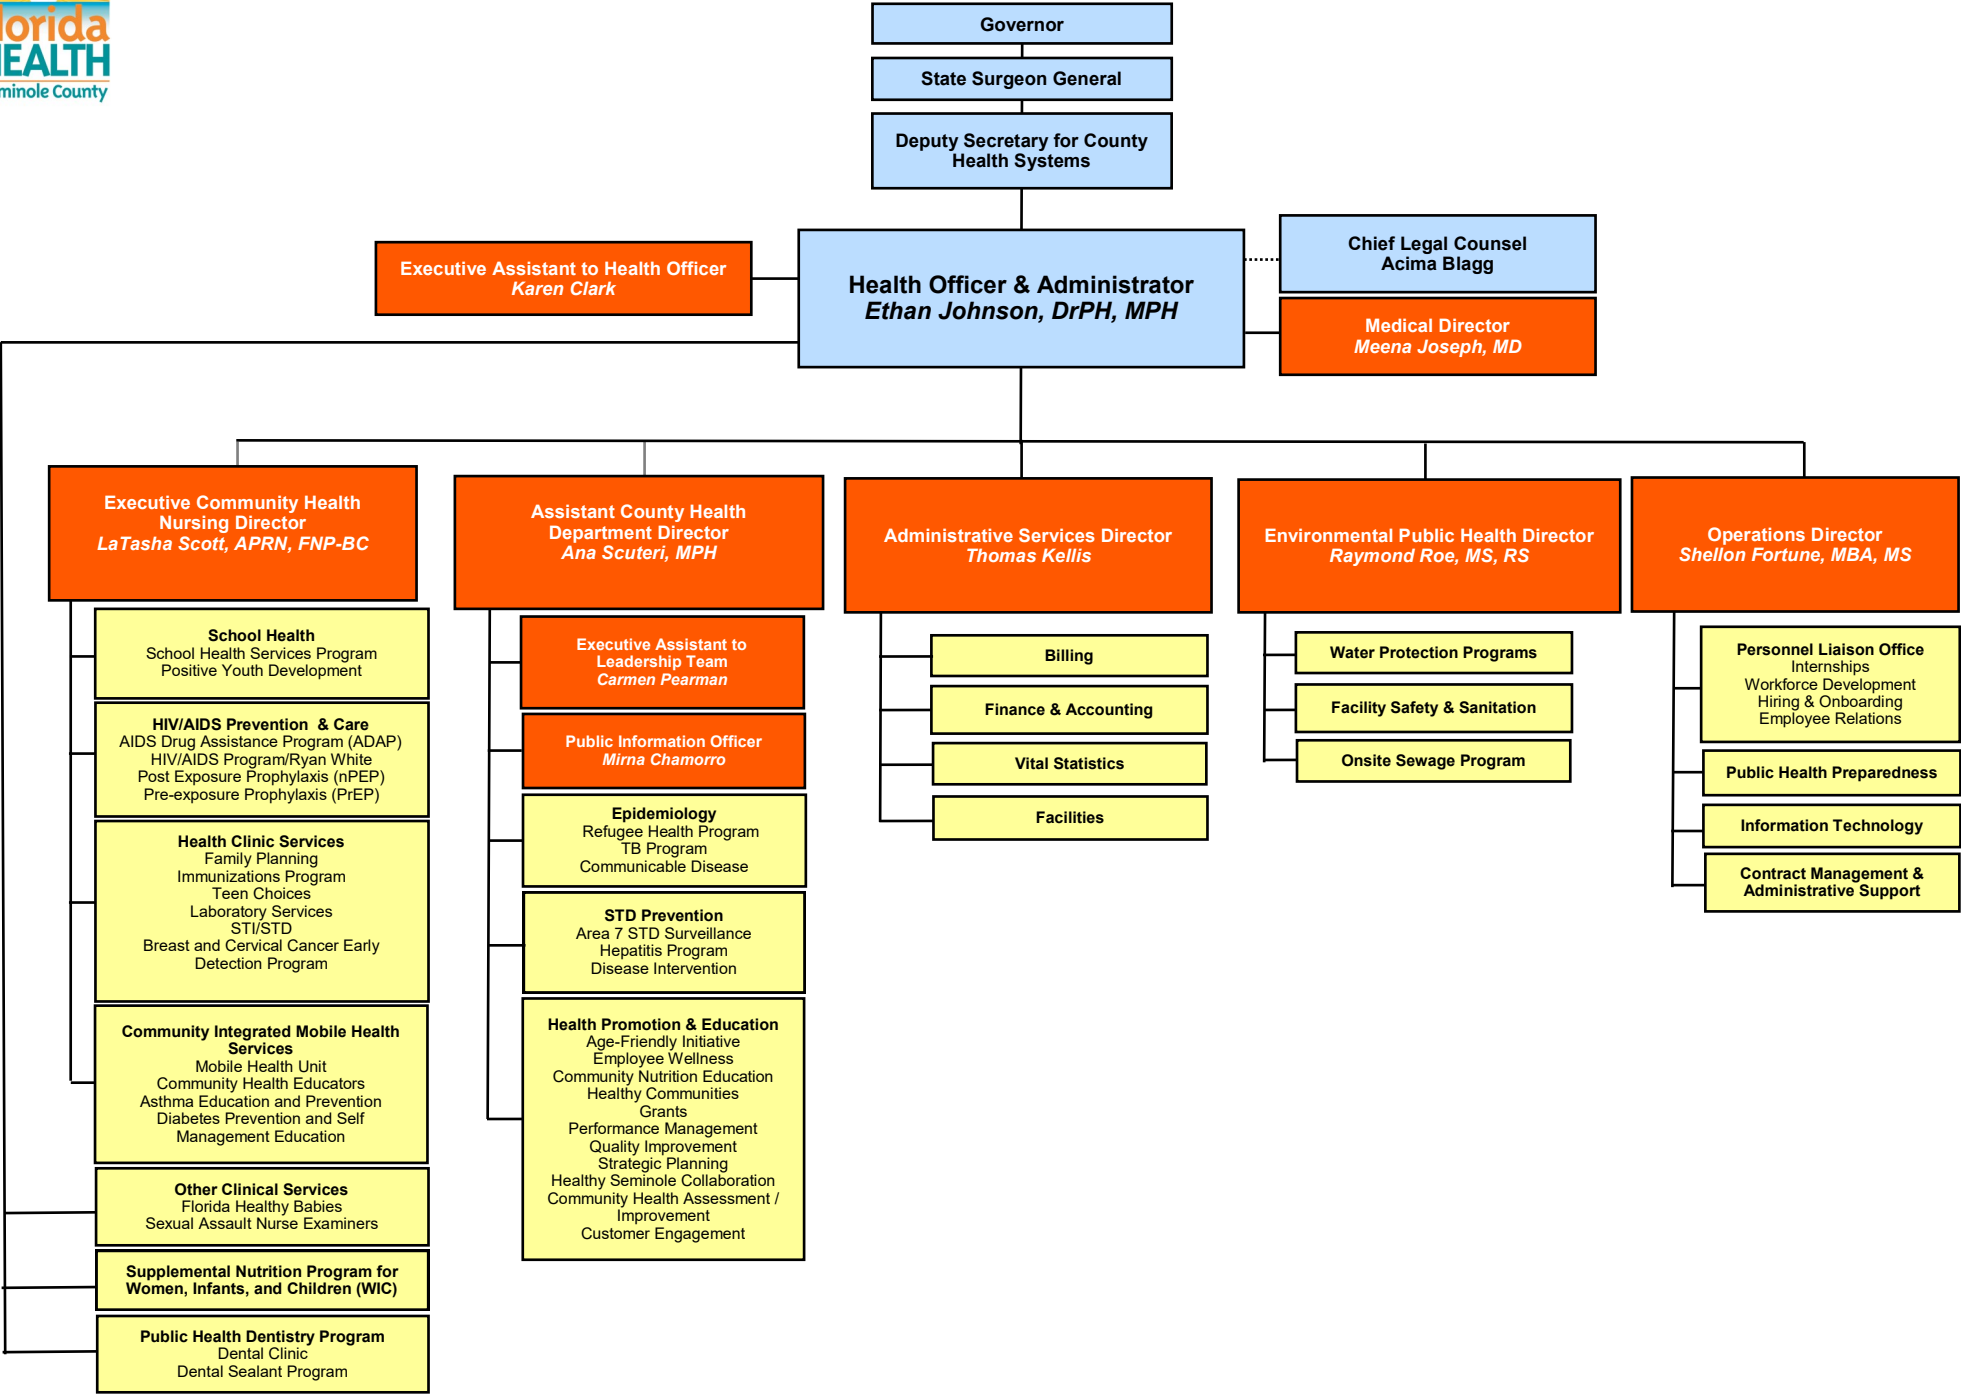 lorida
HEALTH
minole County
Governor
State Surgeon General
Deputy Secretary for County
Health Systems
Executive Assistant to Health Officer
Karen Clark
Health Officer & Administrator
Ethan Johnson, DrPH, MPH
Chief Legal Counsel
Acima Blagg
Medical Director
Meena Joseph, MD
Executive Community Health
Nursing Director
LaTasha Scott, APRN, FNP-BC
School Health
School Health Services Program
Positive Youth Development
HIV/AIDS Prevention  & Care
AIDS Drug Assistance Program (ADAP)
HIV/AIDS Program/Ryan White
Post Exposure Prophylaxis (nPEP)
Pre-exposure Prophylaxis (PrEP)
Health Clinic Services
Family Planning
Immunizations Program
Teen Choices
Laboratory Services
STI/STD
Breast and Cervical Cancer Early
Detection Program
Community Integrated Mobile Health
Services
Mobile Health Unit
Community Health Educators
Asthma Education and Prevention
Diabetes Prevention and Self
Management Education
Other Clinical Services
Florida Healthy Babies
Sexual Assault Nurse Examiners
Supplemental Nutrition Program for
Women, Infants, and Children (WIC)
Public Health Dentistry Program
Dental Clinic
Dental Sealant Program
Assistant County Health
Department Director
Ana Scuteri, MPH
Executive Assistant to
Leadership Team
Carmen Pearman
Public Information Officer
Mirna Chamorro
Epidemiology
Refugee Health Program
TB Program
Communicable Disease
STD Prevention
Area 7 STD Surveillance
Hepatitis Program
Disease Intervention
Health Promotion & Education
Age-Friendly Initiative
Employee Wellness
Community Nutrition Education
Healthy Communities
Grants
Performance Management
Quality Improvement
Strategic Planning
Healthy Seminole Collaboration
Community Health Assessment /
Improvement
Customer Engagement
Administrative Services Director
Thomas Kellis
Billing
Finance & Accounting
Vital Statistics
Facilities
Environmental Public Health Director
Raymond Roe, MS, RS
Water Protection Programs
Facility Safety & Sanitation
Onsite Sewage Program
Operations Director
Shellon Fortune, MBA, MS
Personnel Liaison Office
Internships
Workforce Development
Hiring & Onboarding
Employee Relations
Public Health Preparedness
Information Technology
Contract Management &
Administrative Support